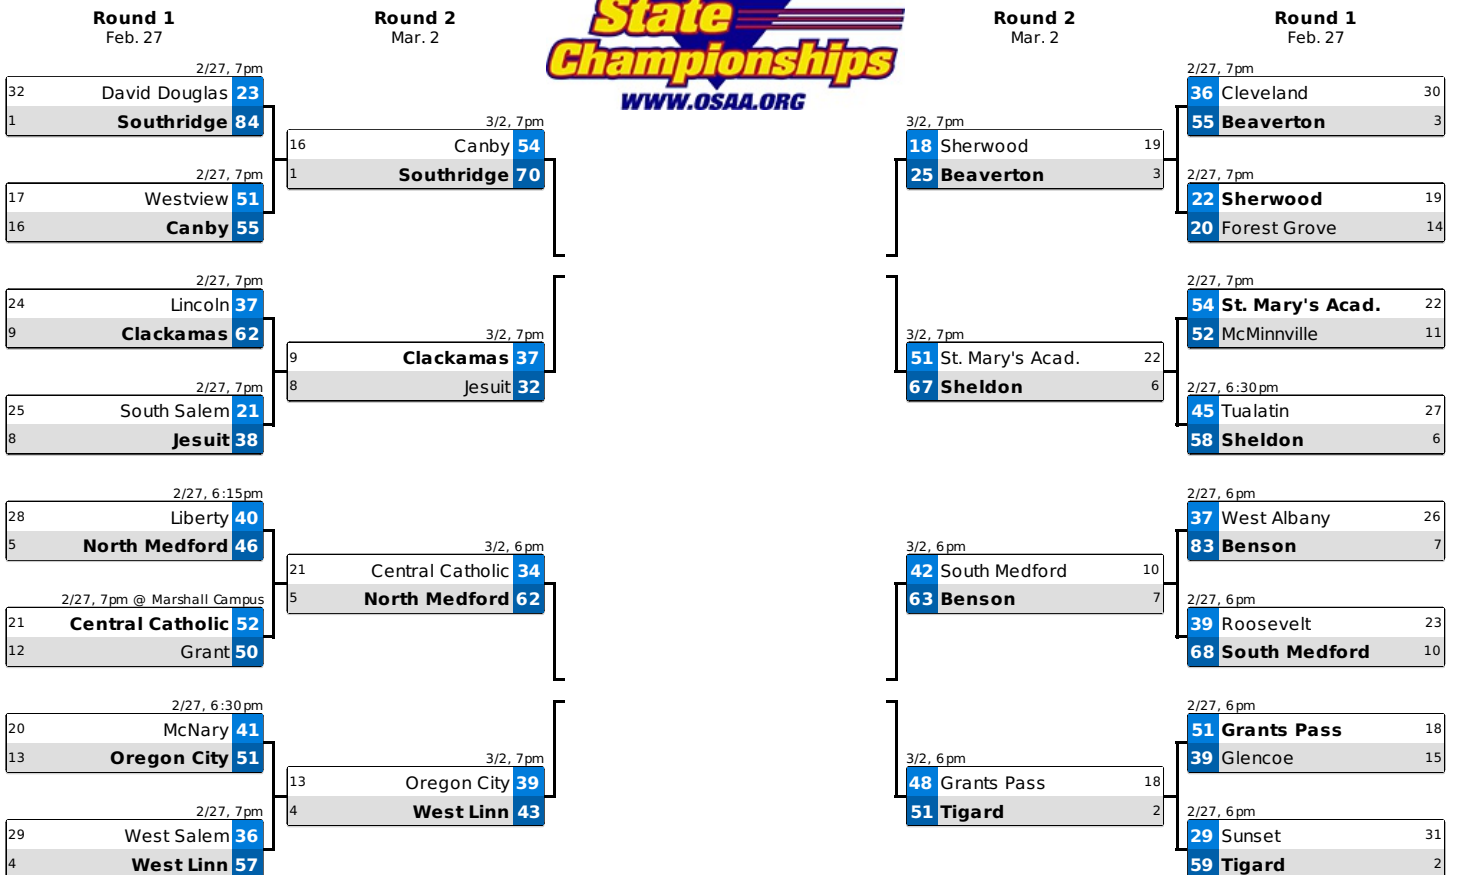 Round 1
Feb. 27
Round 2
Mar. 2
State
Championships
WWW.OSAA.ORG
Round 2
Mar. 2
Round 1
Feb. 27
2/27, 7pm
32 David Douglas 23
1 Southridge 84
2/27, 7pm
17 Westview 51
16 Canby 55
2/27, 7pm
24 Lincoln 37
9 Clackamas 62
2/27, 7pm
25 South Salem 21
8 Jesuit 38
2/27, 6:15pm
28 Liberty 40
5 North Medford 46
2/27, 7pm @ Marshall Campus
21 Central Catholic 52
12 Grant 50
2/27, 6:30pm
20 McNary 41
13 Oregon City 51
2/27, 7pm
29 West Salem 36
4 West Linn 57
3/2, 7pm
16 Canby 54
1 Southridge 70
3/2, 7pm
9 Clackamas 37
8 Jesuit 32
3/2, 6pm
21 Central Catholic 34
5 North Medford 62
3/2, 7pm
13 Oregon City 39
4 West Linn 43
3/2, 7pm
18 Sherwood 19
25 Beaverton 3
3/2, 7pm
51 St. Mary's Acad. 22
67 Sheldon 6
3/2, 6pm
42 South Medford 10
63 Benson 7
3/2, 6pm
48 Grants Pass 18
51 Tigard 2
2/27, 7pm
36 Cleveland 30
55 Beaverton 3
2/27, 7pm
22 Sherwood 19
20 Forest Grove 14
2/27, 7pm
54 St. Mary's Acad. 22
52 McMinnville 11
2/27, 6:30pm
45 Tualatin 27
58 Sheldon 6
2/27, 6pm
37 West Albany 26
83 Benson 7
2/27, 6pm
39 Roosevelt 23
68 South Medford 10
2/27, 6pm
51 Grants Pass 18
39 Glencoe 15
2/27, 6pm
29 Sunset 31
59 Tigard 2